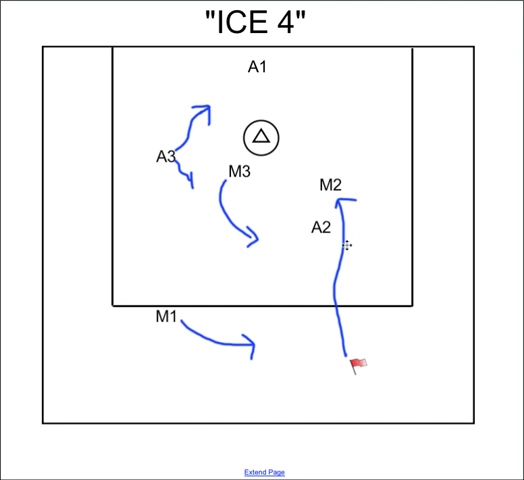 "ICE 4"
A1
A3
M3
M2
A2
M1
Extend Page